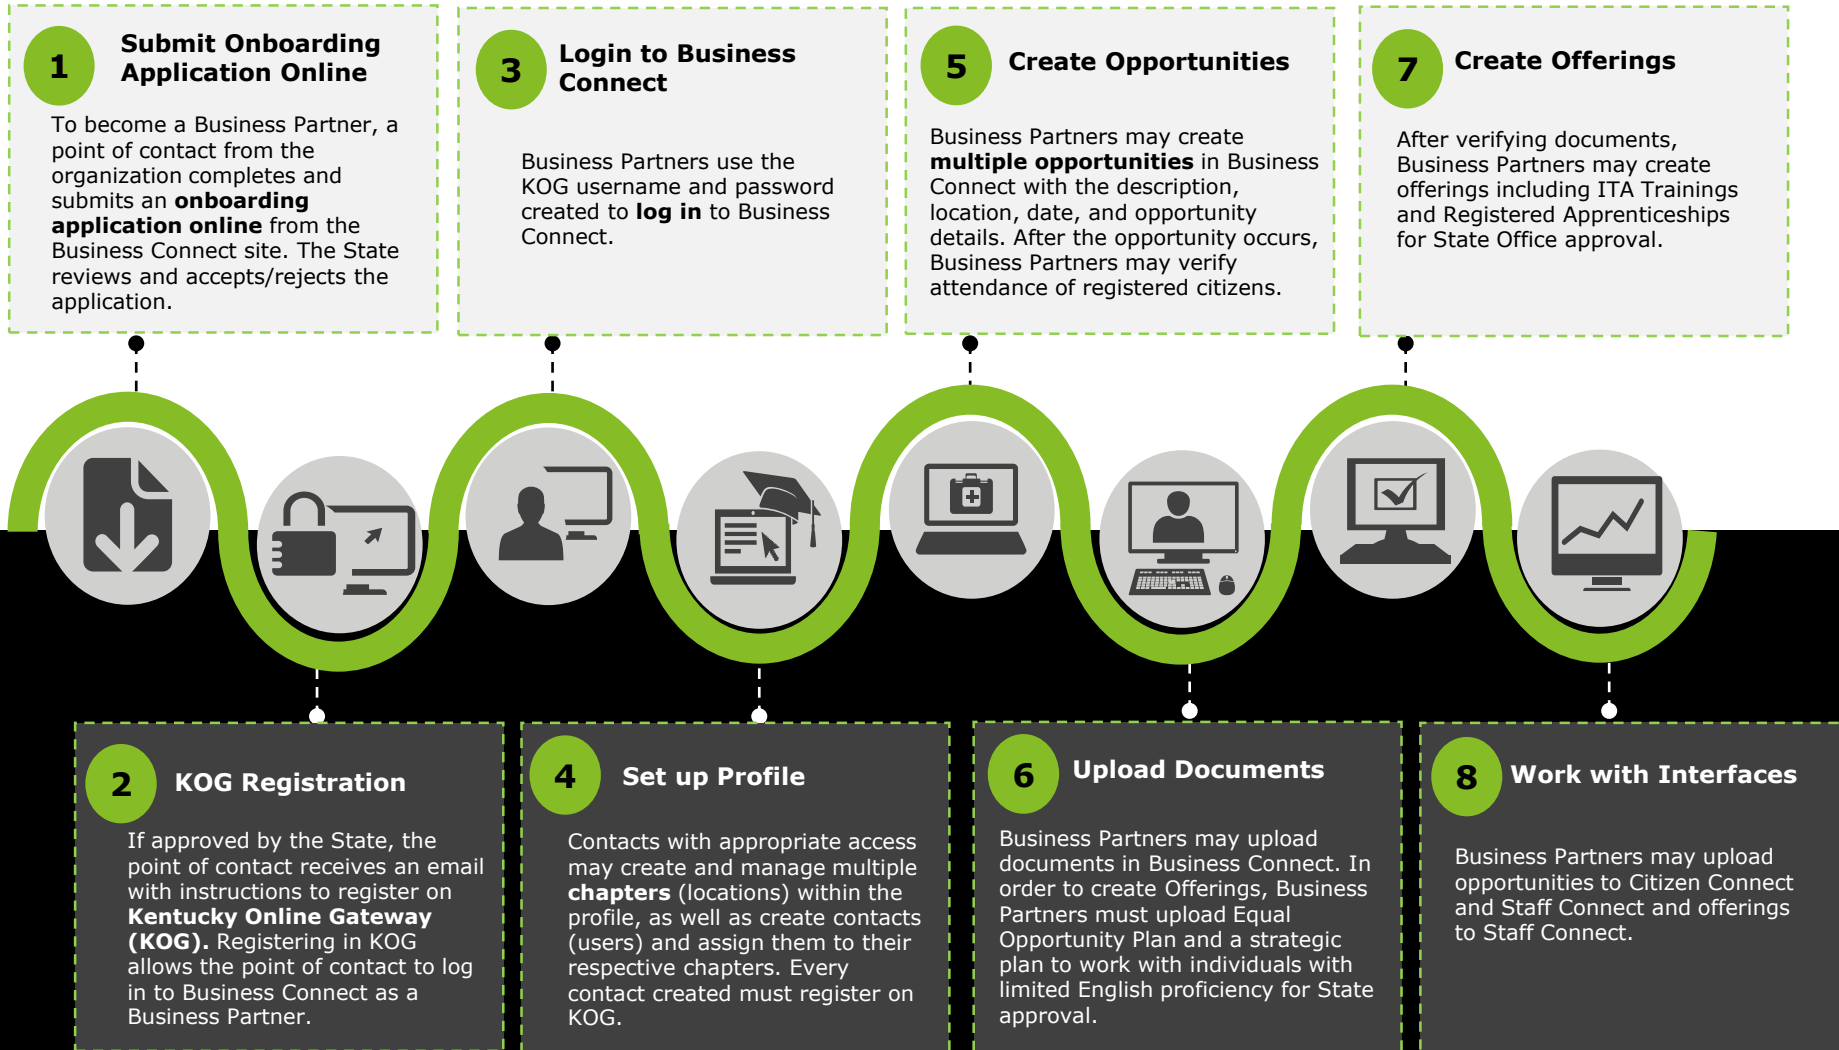 1
Submit Onboarding
Application Online
To become a Business Partner, a
point of contact from the
organization completes and
submits an onboarding
application online from the
Business Connect site. The State
reviews and accepts/rejects the
application.
3
Login to Business
Connect
Business Partners use the
KOG username and password
created to log in to Business
Connect.
5
Create Opportunities
Business Partners may create
multiple opportunities in Business
Connect with the description,
location, date, and opportunity
details. After the opportunity occurs,
Business Partners may verify
attendance of registered citizens.
7
Create Offerings
After verifying documents,
Business Partners may create
offerings including ITA Trainings
and Registered Apprenticeships
for State Office approval.
2
KOG Registration
If approved by the State, the
point of contact receives an email
with instructions to register on
Kentucky Online Gateway
(KOG). Registering in KOG
allows the point of contact to log
in to Business Connect as a
Business Partner.
4
Set up Profile
Contacts with appropriate access
may create and manage multiple
chapters (locations) within the
profile, as well as create contacts
(users) and assign them to their
respective chapters. Every
contact created must register on
KOG.
6
Upload Documents
Business Partners may upload
documents in Business Connect. In
order to create Offerings, Business
Partners must upload Equal
Opportunity Plan and a strategic
plan to work with individuals with
limited English proficiency for State
approval.
8
Work with Interfaces
Business Partners may upload
opportunities to Citizen Connect
and Staff Connect and offerings
to Staff Connect.